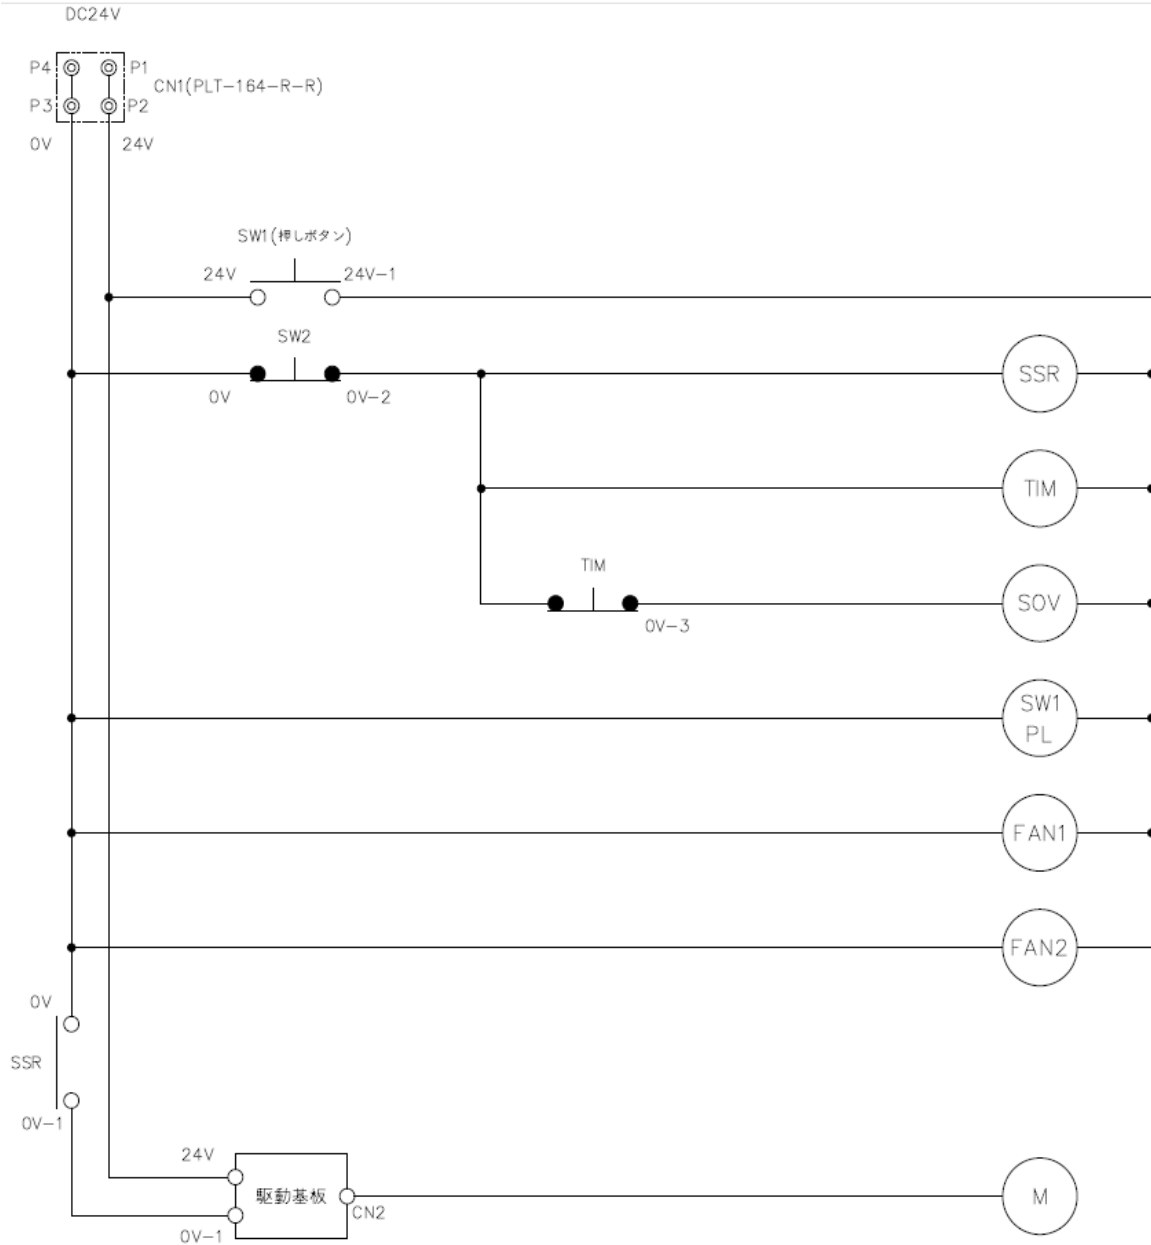 DC24V
P4
P1
CN1(PLT-164-R-R)
P3
P2
0V
24V
SW1(押しボタン)
24V
24V-1
SW2
0V
0V-2
SSR
TIM
TIM
SOV
0V-3
SW1
PL
FAN1
FAN2
0V
SSR
0V-1
24V
駆動基板
CN2
0V-1
M